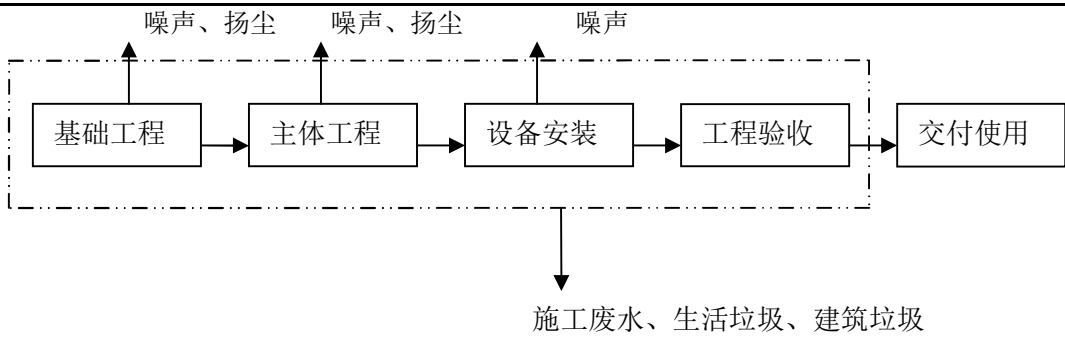 噪声、扬尘 噪声、扬尘 噪声
基础工程 主体工程 设备安装 工程验收 交付使用
施工废水、生活垃圾、建筑垃圾